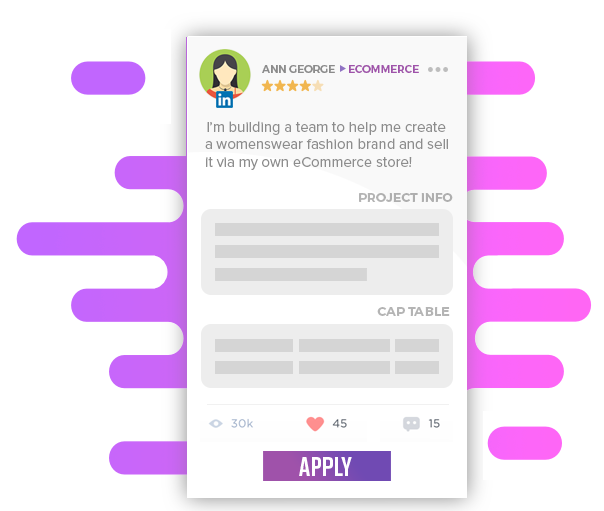 ANN GEORGE ECOMMERCE
in
I'm building a team to help me create
a womenswear fashion brand and sell
it via my own eCommerce store!
PROJECT INFO
CAP TABLE
30k 45 15
APPLY